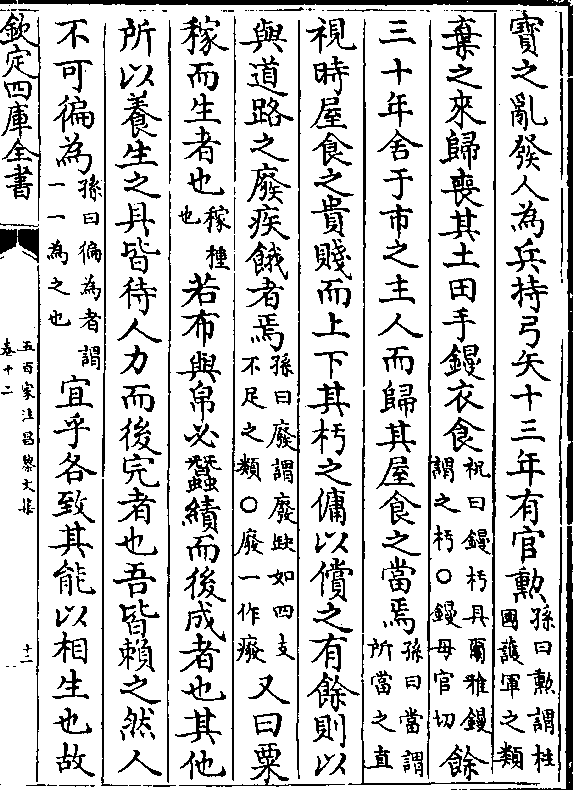 寶之亂發人為兵持弓矢十三年有官勲孫曰勲謂柱國護軍之類
棄之來歸喪其土田手鏝衣食祝曰鏝杇具爾雅鏝謂之杇○鏝母官切餘
三十年舍于市之主人而歸其屋食之當焉孫曰當謂所當之直
視時屋食之貴賤而上下其杇之傭以償之有餘則以
與道路之廢疾餓者焉孫曰廢謂廢缺如四支不足之類○廢一作癈又曰粟
稼而生者也稼種也若布與帛必蠶績而後成者也其他
所以養生之具皆待人力而後完者也吾皆賴之然人
不可徧為孫曰徧為者謂一一為之也宜乎各致其能以相生也故
欽定四庫全書
五百家注昌黎文集
卷十二
十二